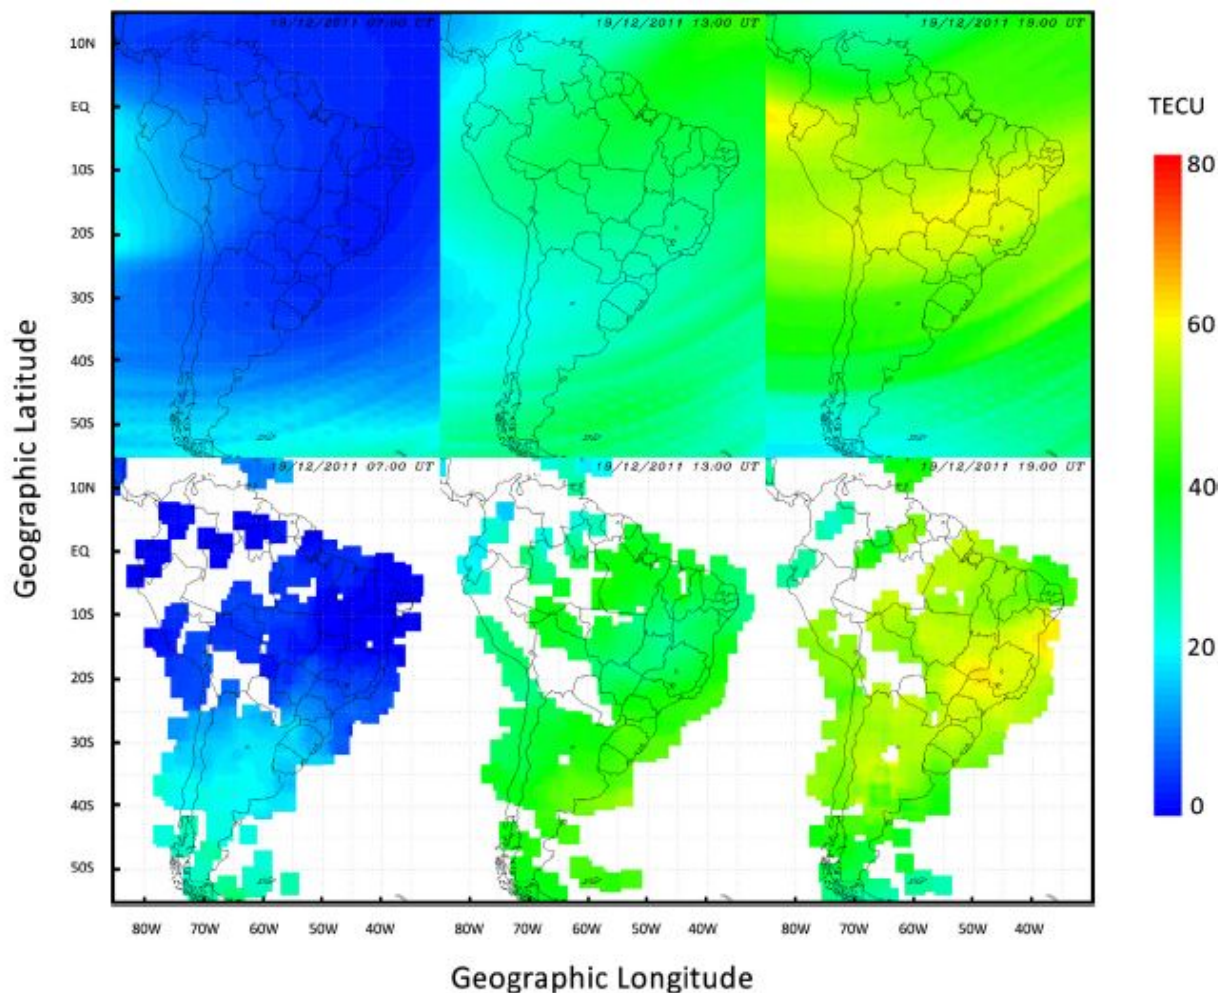 19/12/2011 07:00 UT
19/12/2011 13:00 UT
19/12/2011 19:00 UT
10N
EQ
10S
20S
30S
40S
50S
19/12/2011 07:00 UT
19/12/2011 13:00 UT
19/12/2011 19:00 UT
10N
EQ
10S
20S
30S
40S
50S
80W 70W 60W 50W 40W
80W 70W 60W 50W 40W
80W 70W 60W 50W 40W
Geographic Latitude
Geographic Longitude
TECU
80
60
40
20
0